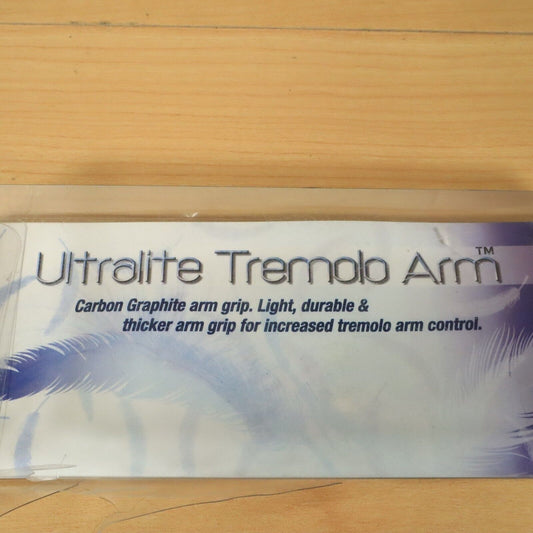 Ultralite Tremolo Arm™
Carbon Graphite arm grip. Light, durable &
thicker arm grip for increased tremolo arm control.